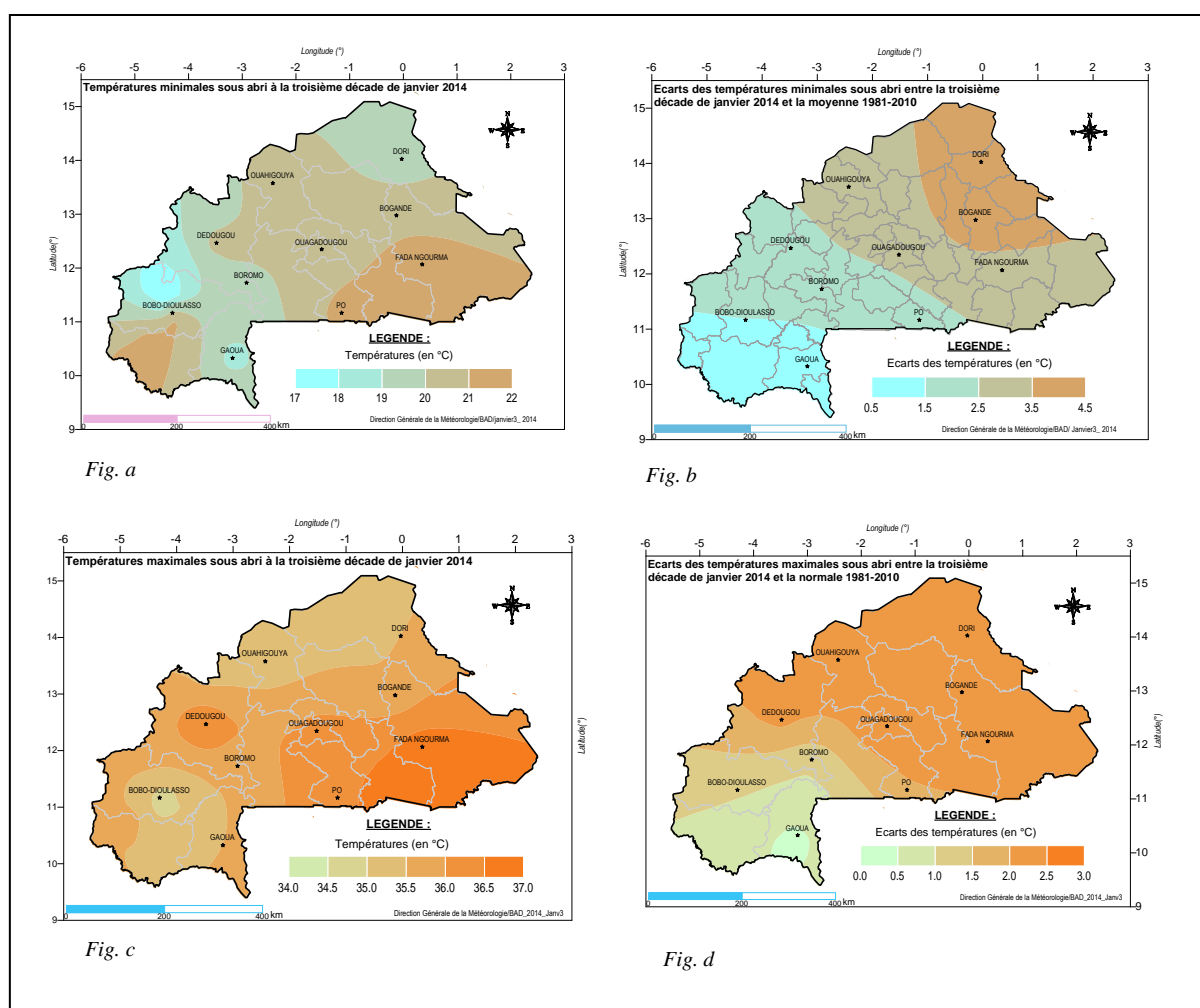 Longitude (°)
-6 -5 -4 -3 -2 -1 0 1 2 3
Températures minimales sous abri à la troisième décade de janvier 2014
15
14
13
12
11
10
9
Latitude(°)
N
W E
S
DORI
OUAHIGOUYA
BOGANDE
DEDOUGOU
OUAGADOUGOU
FADA NGOURMA
BOROMO
BOBO-DIOULASSO
PO
GAOUA
LEGENDE :
Températures (en °C)
17 18 19 20 21 22
0 200 400 km
Direction Générale de la Météorologie/BAD/janvier3_ 2014
Fig. a
Longitude (°)
-6 -5 -4 -3 -2 -1 0 1 2 3
Ecarts des températures minimales sous abri entre la troisième
décade de janvier 2014 et la moyenne 1981-2010
15
14
13
12
11
10
9
Latitude(°)
N
S
DORI
OUAHIGOUYA
BOGANDE
DEDOUGOU
OUAGADOUGOU
FADA NGOURMA
BOROMO
BOBO-DIOULASSO
PO
GAOUA
LEGENDE :
Ecarts des températures (en °C)
0.5 1.5 2.5 3.5 4.5
0 200 400 km
Direction Générale de la Météorologie/BAD/ Janvier3_ 2014
Fig. b
Longitude (°)
-6 -5 -4 -3 -2 -1 0 1 2 3
Températures maximales sous abri à la troisième décade de janvier 2014
15
14
13
12
11
10
9
Latitude(°)
N
S
DORI
OUAHIGOUYA
BOGANDE
DEDOUGOU
OUAGADOUGOU
FADA NGOURMA
BOROMO
BOBO-DIOULASSO
PO
GAOUA
LEGENDE :
Températures (en °C)
34.0 34.5 35.0 35.5 36.0 36.5 37.0
0 200 400 km
Direction Générale de la Météorologie/BAD_2014_Janv3
Fig. c
Longitude (°)
-6 -5 -4 -3 -2 -1 0 1 2 3
Ecarts des températures maximales sous abri entre la troisième
décade de janvier 2014 et la normale 1981-2010
15
14
13
12
11
10
9
Latitude(°)
N
S
DORI
OUAHIGOUYA
BOGANDE
DEDOUGOU
OUAGADOUGOU
FADA NGOURMA
BOROMO
BOBO-DIOULASSO
PO
GAOUA
LEGENDE :
Ecarts des températures (en °C)
0.0 0.5 1.0 1.5 2.0 2.5 3.0
0 200 400 km
Direction Générale de la Météorologie/BAD_2014_Janv3
Fig. d